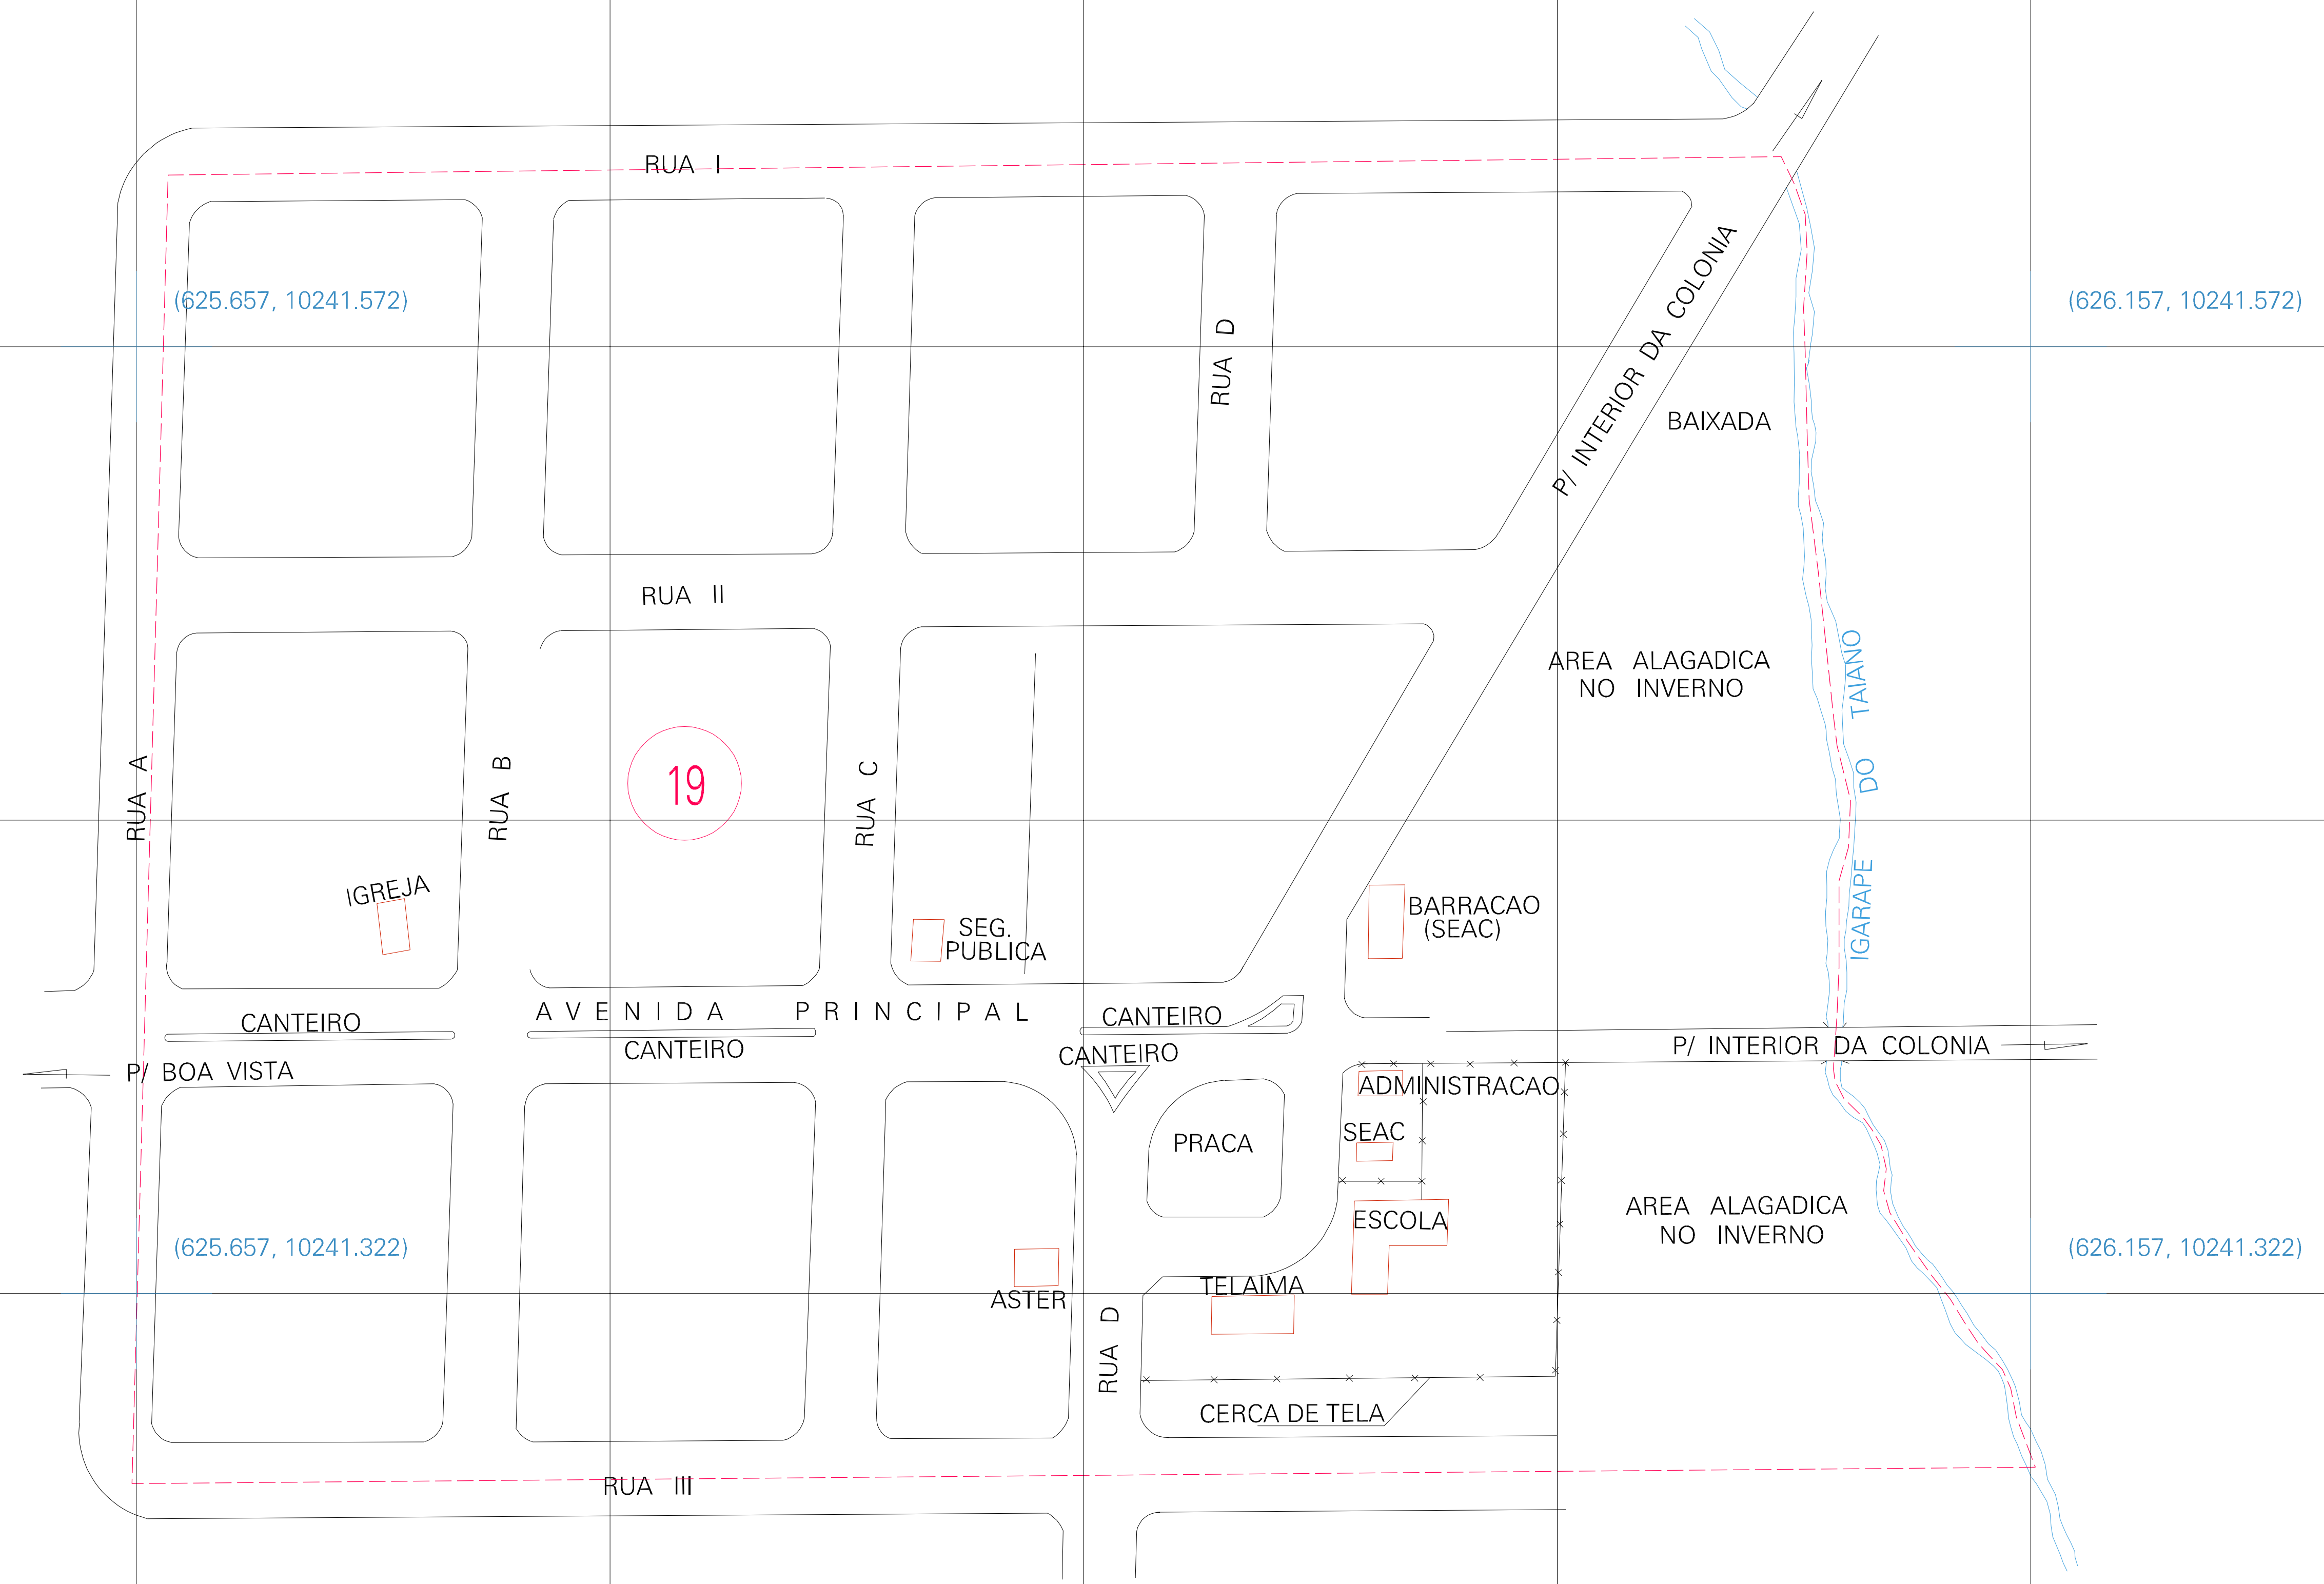 RUA I
(625.657, 10241.572)
(626.157, 10241.572)
RUA D
P/ INTERIOR DA COLONIA
BAIXADA
RUA II
AREA ALAGADICA
NO INVERNO
IGARAPE DO TAIANO
RUA A
RUA B
19
RUA C
IGREJA
SEG.
PUBLICA
BARRACAO
(SEAC)
AVENIDA PRINCIPAL
CANTEIRO
CANTEIRO
CANTEIRO
CANTEIRO
P/ INTERIOR DA COLONIA
P/ BOA VISTA
ADMINISTRACAO
SEAC
PRACA
ESCOLA
AREA ALAGADICA
NO INVERNO
(625.657, 10241.322)
(626.157, 10241.322)
TELAIMA
ASTER
RUA D
CERCA DE TELA
RUA III